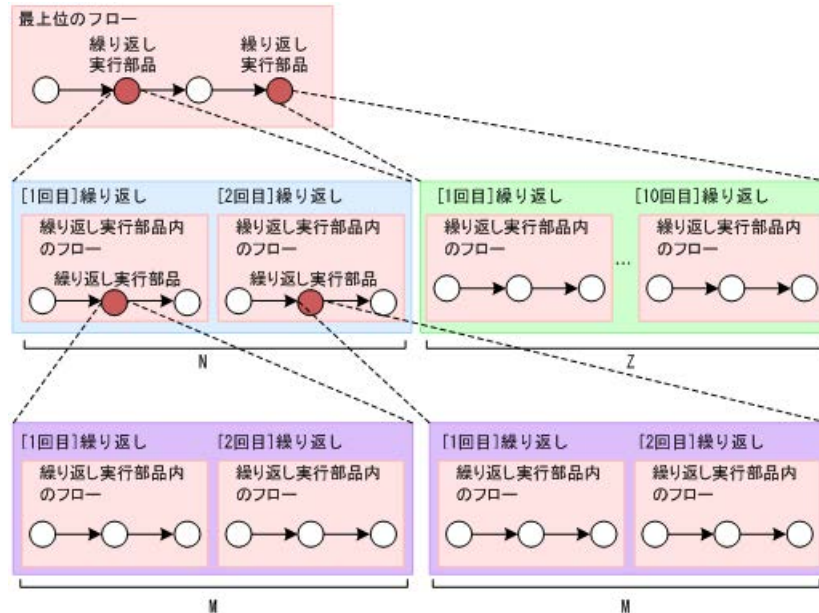 最上位のフロー
繰り返し
実行部品
繰り返し
実行部品
[1回目]繰り返し
[2回目]繰り返し
繰り返し実行部品内
のフロー
繰り返し実行部品
繰り返し実行部品内
のフロー
繰り返し実行部品
[1回目]繰り返し
[10回目]繰り返し
繰り返し実行部品内
のフロー
...
繰り返し実行部品内
のフロー
N
Z
[1回目]繰り返し
[2回目]繰り返し
繰り返し実行部品内
のフロー
繰り返し実行部品内
のフロー
[1回目]繰り返し
[2回目]繰り返し
繰り返し実行部品内
のフロー
繰り返し実行部品内
のフロー
M
M